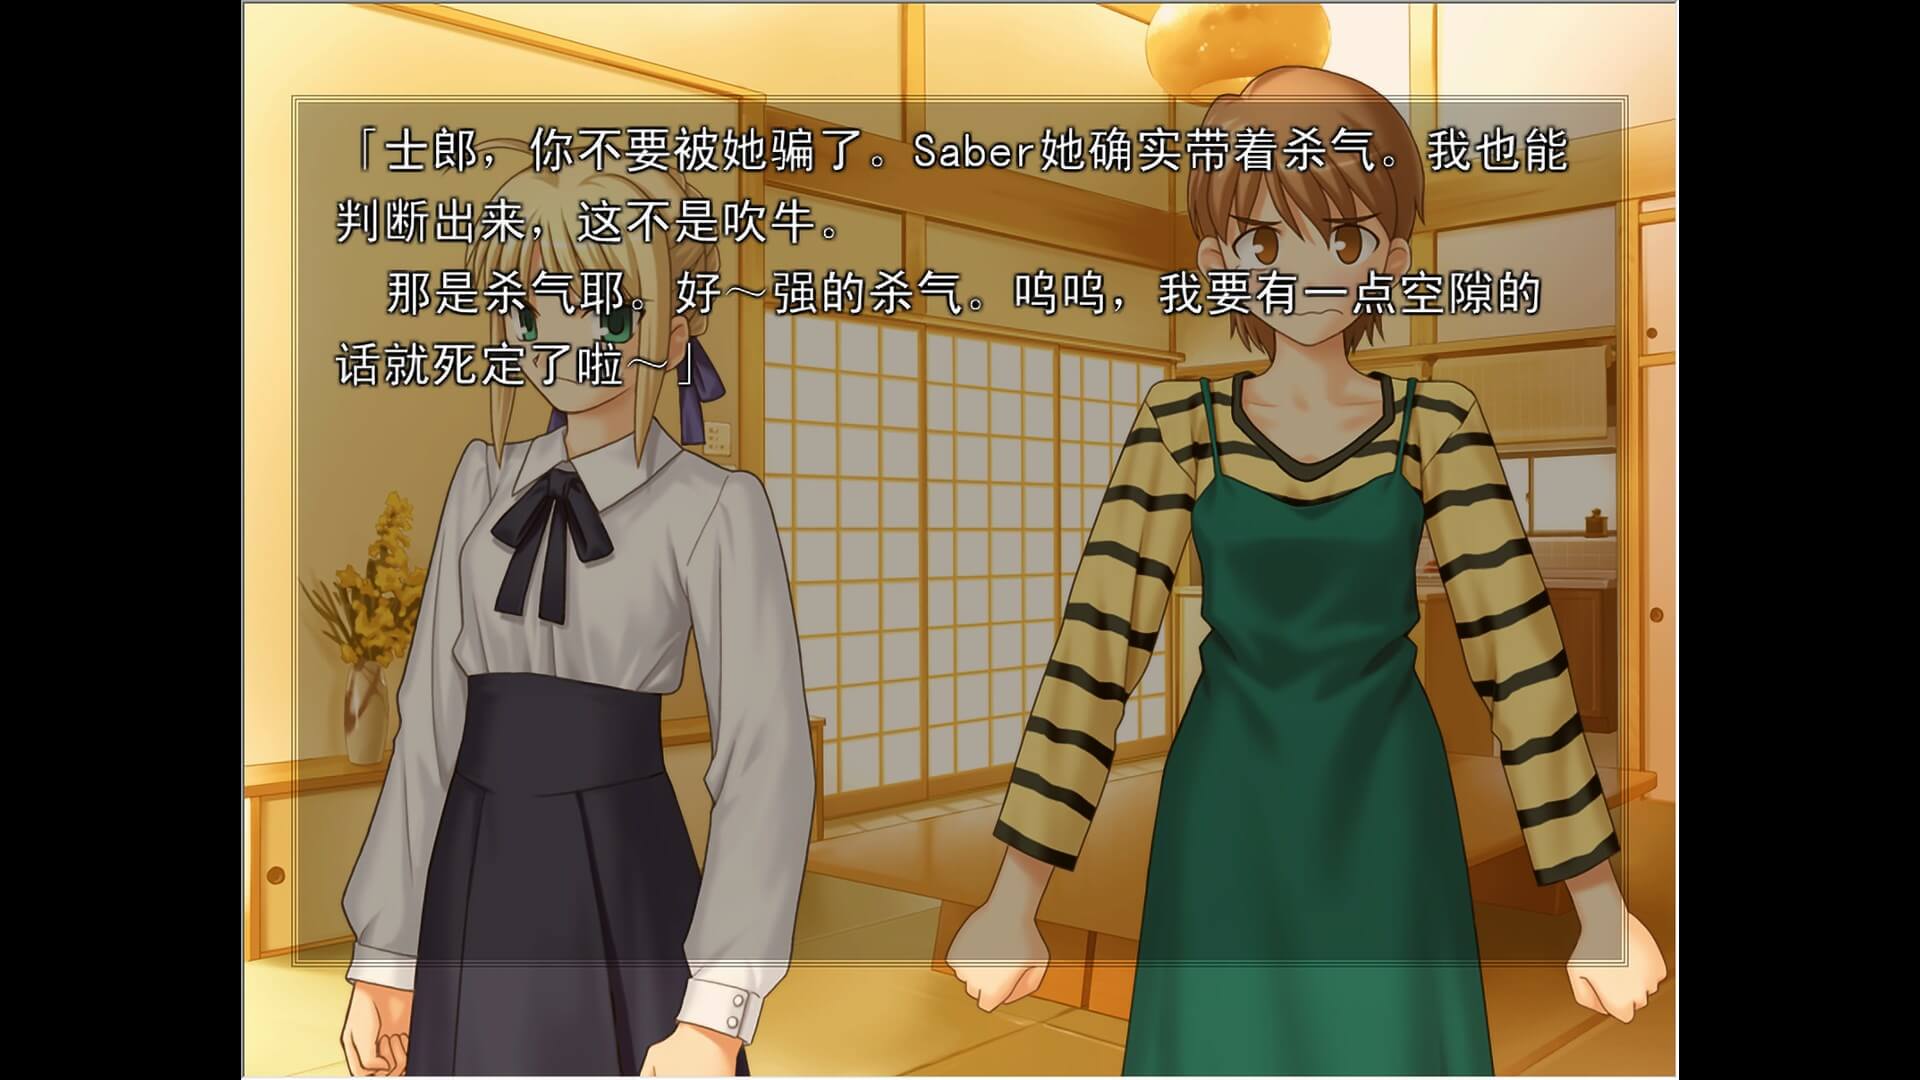 「士郎，你不要被她骗了。Saber她确实带着杀气。我也能
判断出来，这不是吹牛。
那是杀气耶。好～强的杀气。呜呜，我要有一点空隙的
话就死定了啦～」